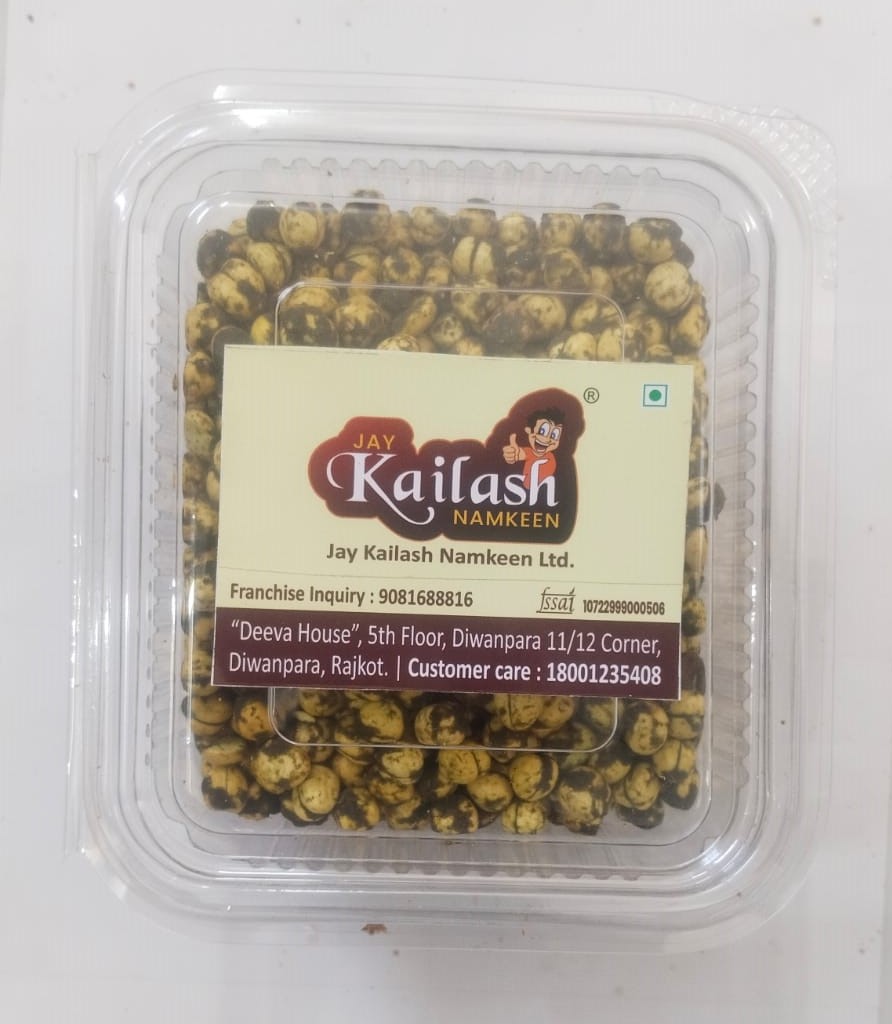 ®
JAY
Kailash
NAMKEEN
Jay Kailash Namkeen Ltd.
Franchise Inquiry : 9081688816
fssai 10722999000506
“Deeva House”, 5th Floor, Diwanpara 11/12 Corner,
Diwanpara, Rajkot. | Customer care : 18001235408